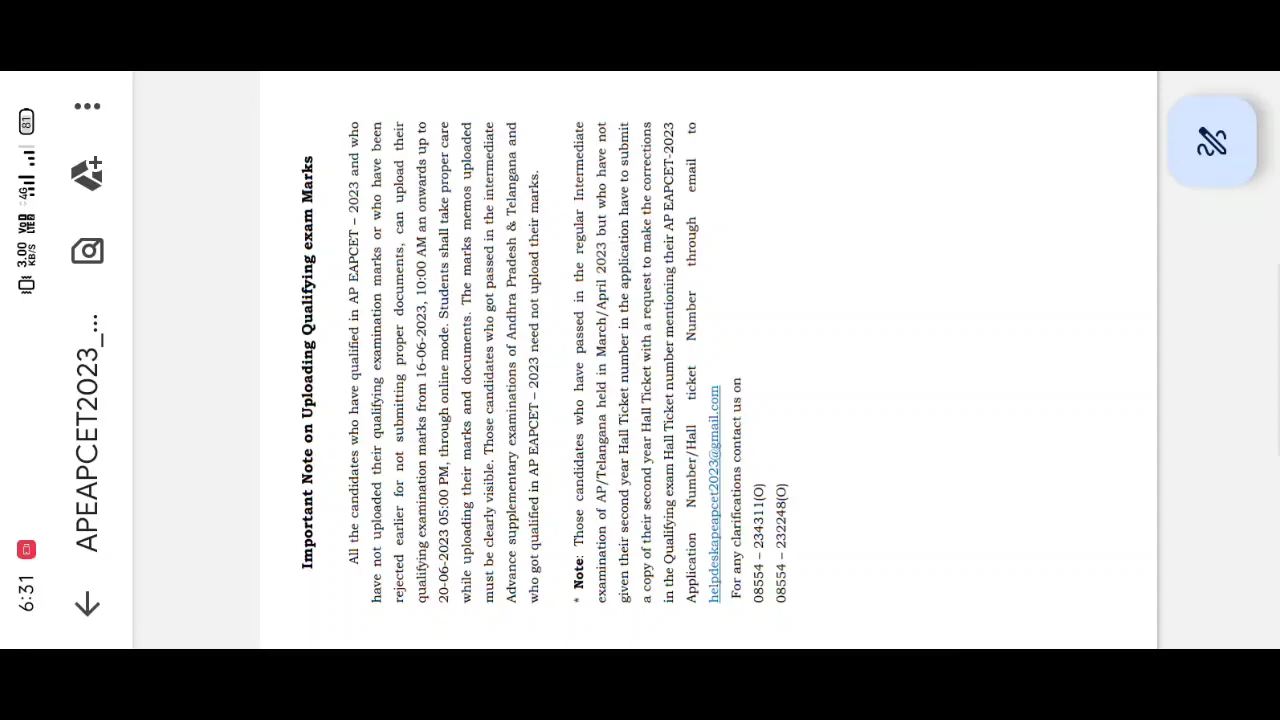 6:31
3.00 KB/S VoD LTE 4G 81
APEAPCET2023_...
Important Note on Uploading Qualifying exam Marks
All the candidates who have qualified in AP EAPCET – 2023 and who
have not uploaded their qualifying examination marks or who have been
rejected earlier for not submitting proper documents, can upload their
qualifying examination marks from 16-06-2023, 10:00 AM an onwards up to
20-06-2023 05:00 PM, through online mode. Students shall take proper care
while uploading their marks and documents. The marks memos uploaded
must be clearly visible. Those candidates who got passed in the intermediate
Advance supplementary examinations of Andhra Pradesh & Telangana and
who got qualified in AP EAPCET – 2023 need not upload their marks.
* Note: Those candidates who have passed in the regular Intermediate
examination of AP/Telangana held in March/April 2023 but who have not
given their second year Hall Ticket number in the application have to submit
a copy of their second year Hall Ticket with a request to make the corrections
in the Qualifying exam Hall Ticket number mentioning their AP EAPCET-2023
Application Number/Hall ticket Number through email to
helpdeskapeapcet2023@gmail.com
For any clarifications contact us on
08554 – 234311(O)
08554 – 232248(O)